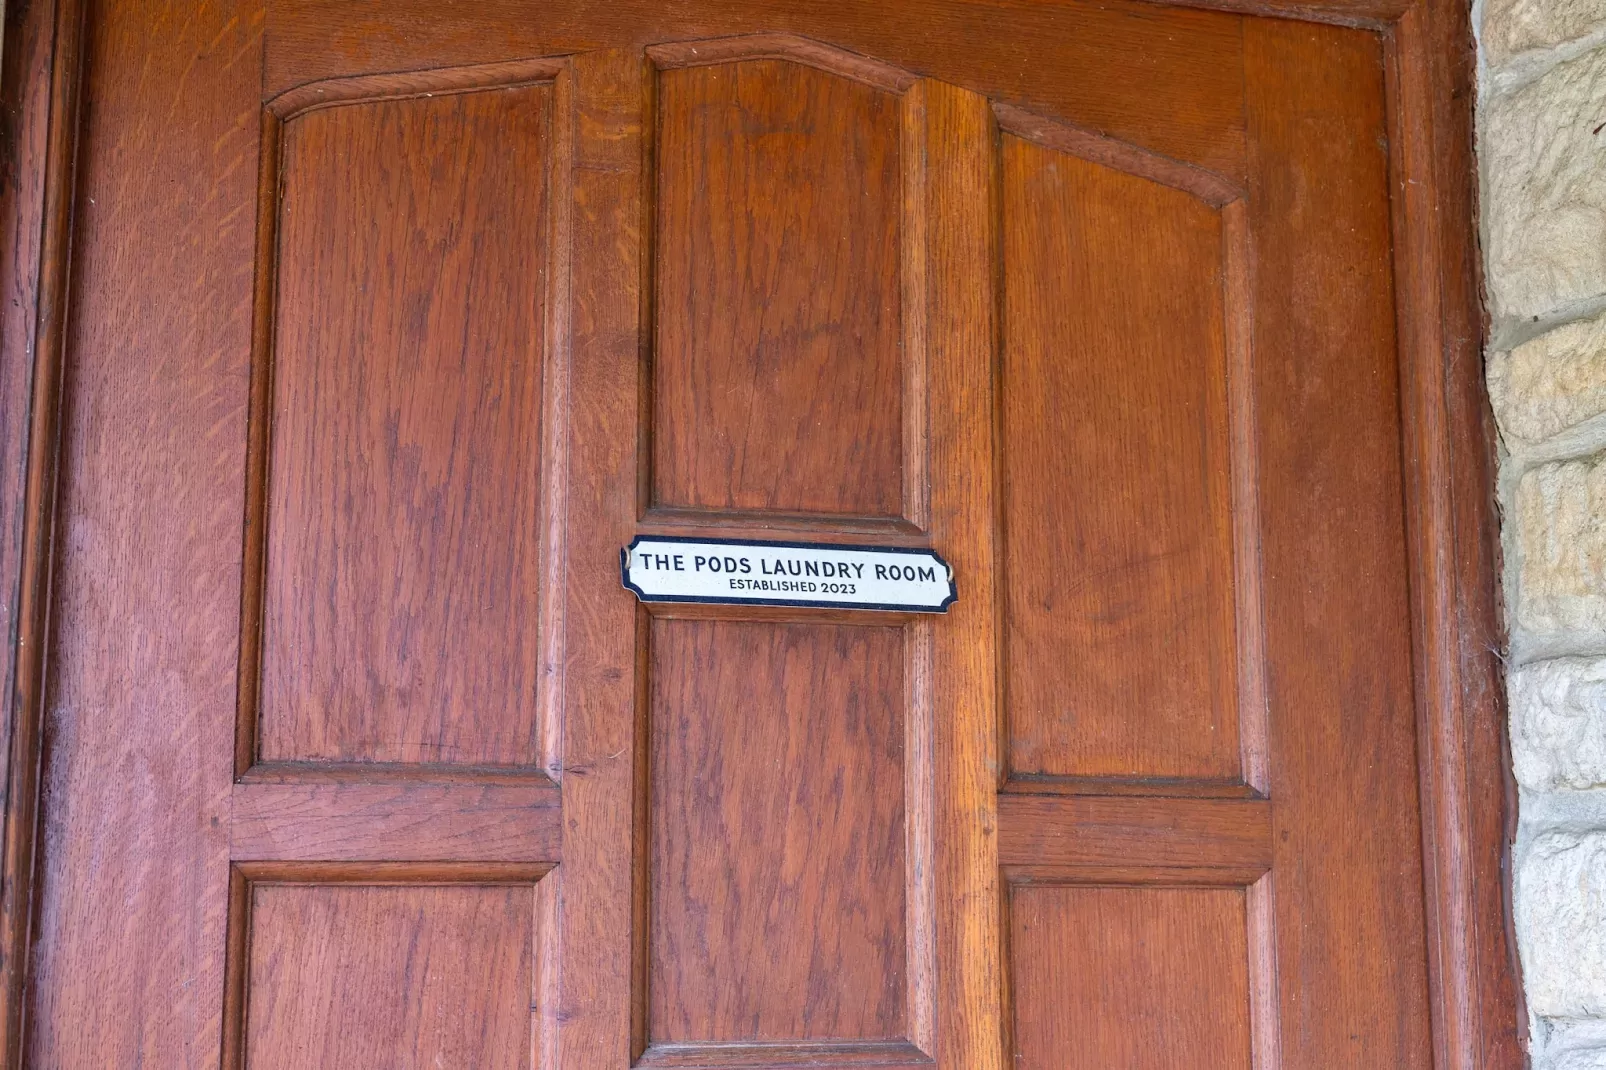 THE PODS LAUNDRY ROOM
ESTABLISHED 2023